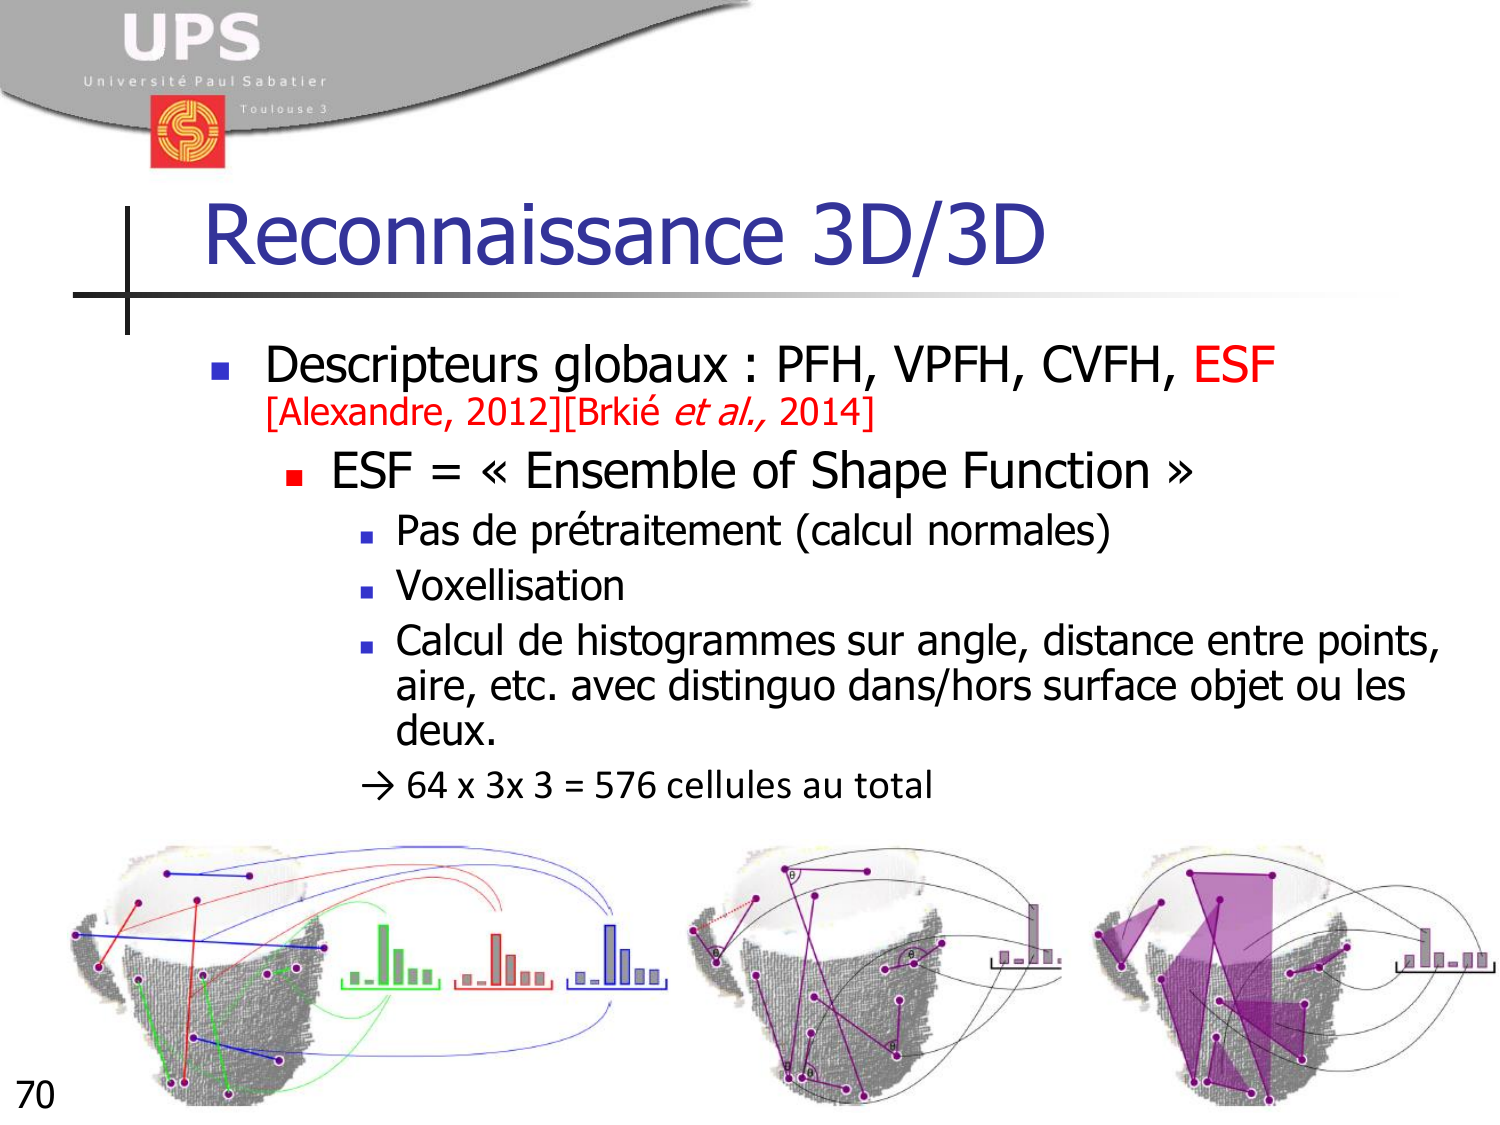 UPS
Université Paul Sabatier
Toulouse 3
Reconnaissance 3D/3D
Descripteurs globaux : PFH, VPFH, CVFH, ESF
[Alexandre, 2012][Brkié et al., 2014]
ESF = « Ensemble of Shape Function »
Pas de prétraitement (calcul normales)
Voxellisation
Calcul de histogrammes sur angle, distance entre points,
aire, etc. avec distinguo dans/hors surface objet ou les
deux.
→ 64 x 3x 3 = 576 cellules au total
θ
θ
θ
θ
θ
θ
70